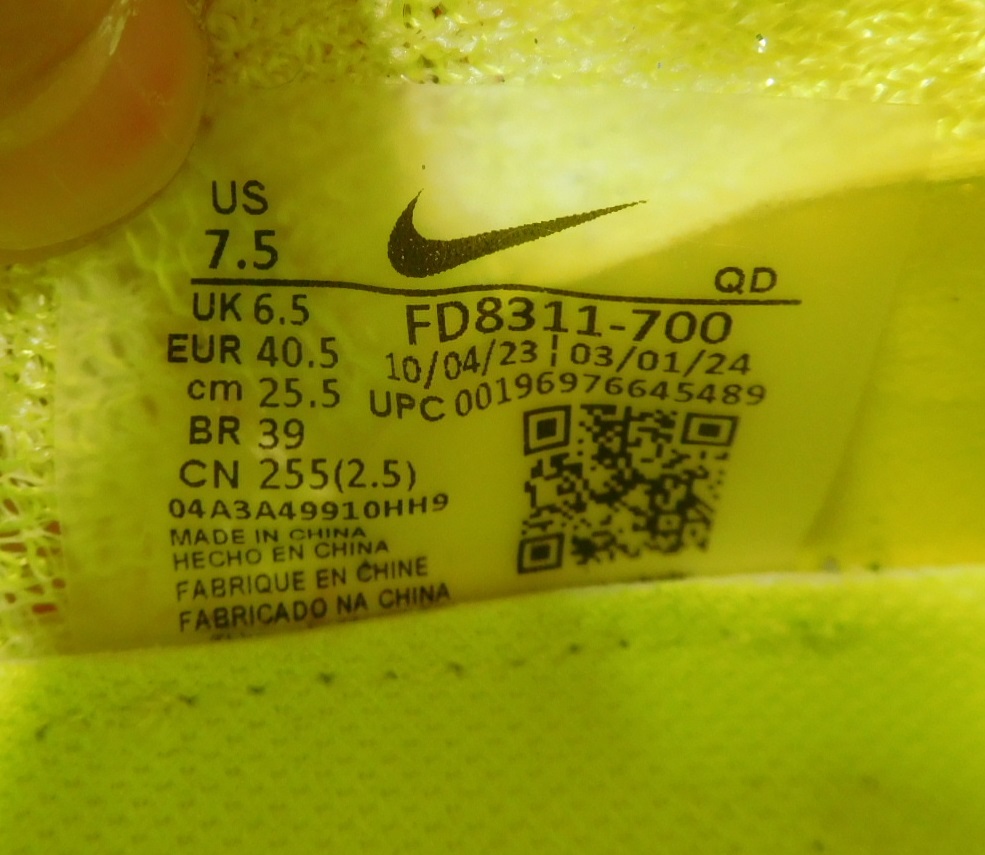 US
7.5
QD
UK 6.5
FD8311-700
EUR 40.5
10/04/23 ¦ 03/01/24
cm 25.5
UPC 00196976645489
BR 39
CN 255(2.5)
04A3A49910HH9
MADE IN CHINA
HECHO EN CHINA
FABRIQUE EN CHINE
FABRICADO NA CHINA